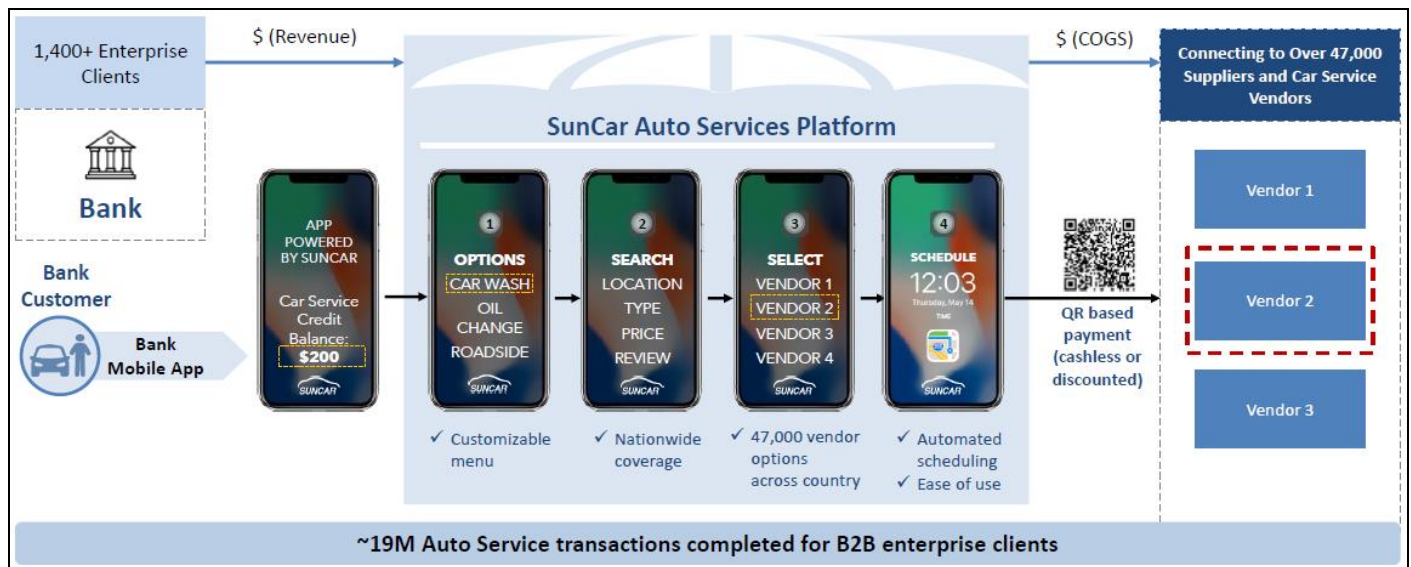 1,400+ Enterprise
Clients
$ (Revenue)
$ (COGS)
Connecting to Over 47,000
Suppliers and Car Service
Vendors
SunCar Auto Services Platform
Bank
Bank
Customer
Bank
Mobile App
APP
POWERED
BY SUNCAR
Car Service
Credit
Balance:
$200
SUNCAR
1
OPTIONS
CAR WASH
OIL
CHANGE
ROADSIDE
SUNCAR
2
SEARCH
LOCATION
TYPE
PRICE
REVIEW
SUNCAR
3
SELECT
VENDOR 1
VENDOR 2
VENDOR 3
VENDOR 4
SUNCAR
4
SCHEDULE
12:03
Thursday, May 14
TIME
SUNCAR
QR based
payment
(cashless or
discounted)
Vendor 1
Vendor 2
Vendor 3
✓ Customizable
menu
✓ Nationwide
coverage
✓ 47,000 vendor
options
across country
✓ Automated
scheduling
✓ Ease of use
~19M Auto Service transactions completed for B2B enterprise clients